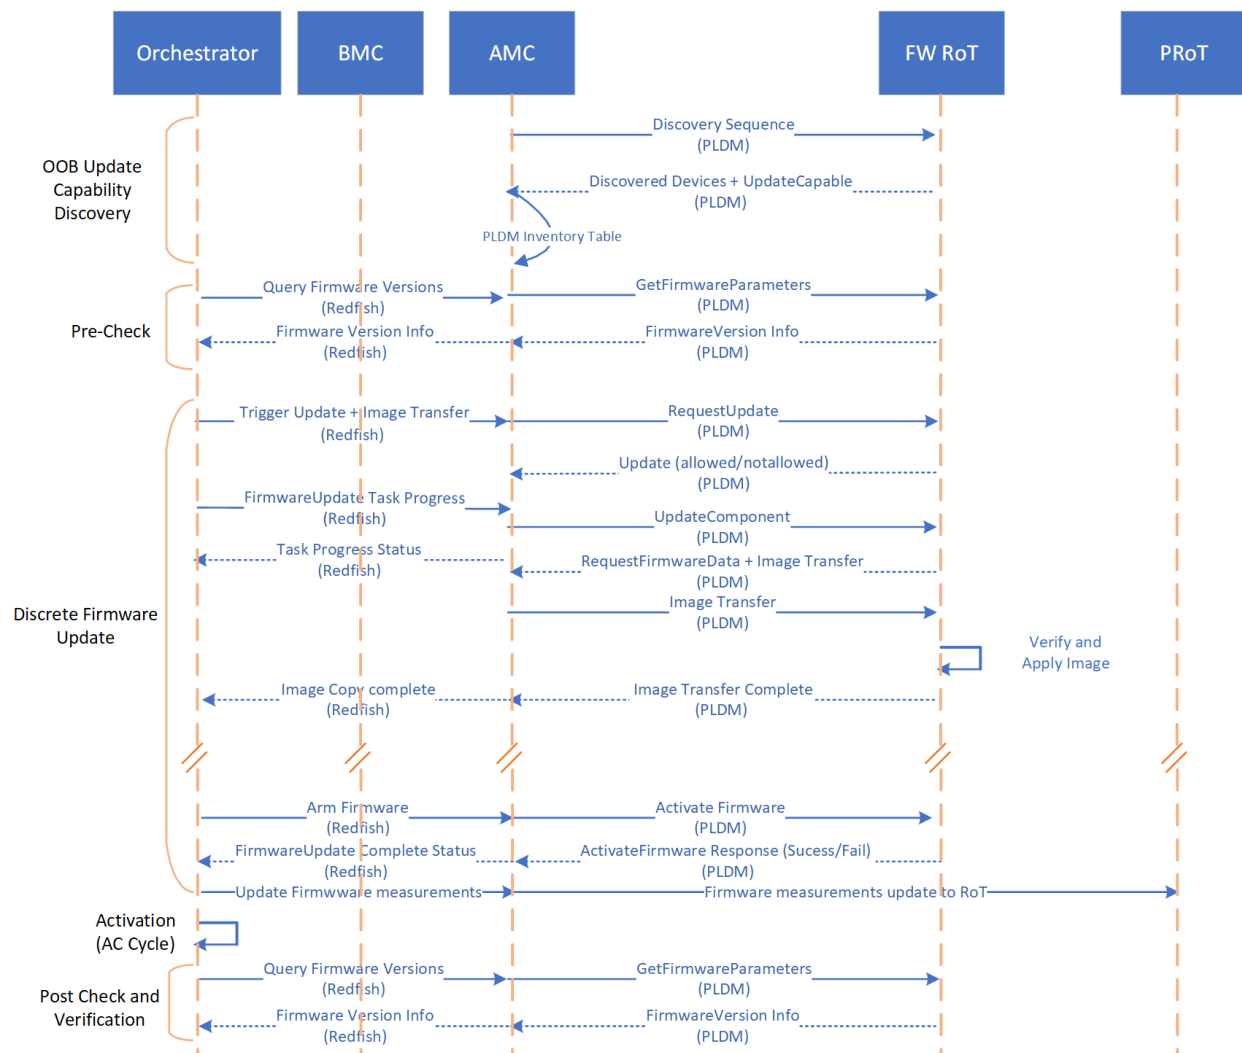 Orchestrator
BMC
AMC
FW RoT
PRoT
OOB Update
Capability
Discovery
Discovery Sequence
(PLDM)
Discovered Devices + UpdateCapable
(PLDM)
PLDM Inventory Table
Pre-Check
Query Firmware Versions
(Redfish)
GetFirmwareParameters
(PLDM)
Firmware Version Info
(Redfish)
FirmwareVersion Info
(PLDM)
Discrete Firmware
Update
Trigger Update + Image Transfer
(Redfish)
RequestUpdate
(PLDM)
Update (allowed/notallowed)
(PLDM)
FirmwareUpdate Task Progress
(Redfish)
UpdateComponent
(PLDM)
Task Progress Status
(Redfish)
RequestFirmwareData + Image Transfer
(PLDM)
Image Transfer
(PLDM)
Verify and
Apply Image
Image Copy complete
(Redfish)
Image Transfer Complete
(PLDM)
Arm Firmware
(Redfish)
Activate Firmware
(PLDM)
FirmwareUpdate Complete Status
(Redfish)
ActivateFirmware Response (Sucess/Fail)
(PLDM)
Update Firmwware measurements
Firmware measurements update to RoT
Activation
(AC Cycle)
Post Check and
Verification
Query Firmware Versions
(Redfish)
GetFirmwareParameters
(PLDM)
Firmware Version Info
(Redfish)
FirmwareVersion Info
(PLDM)